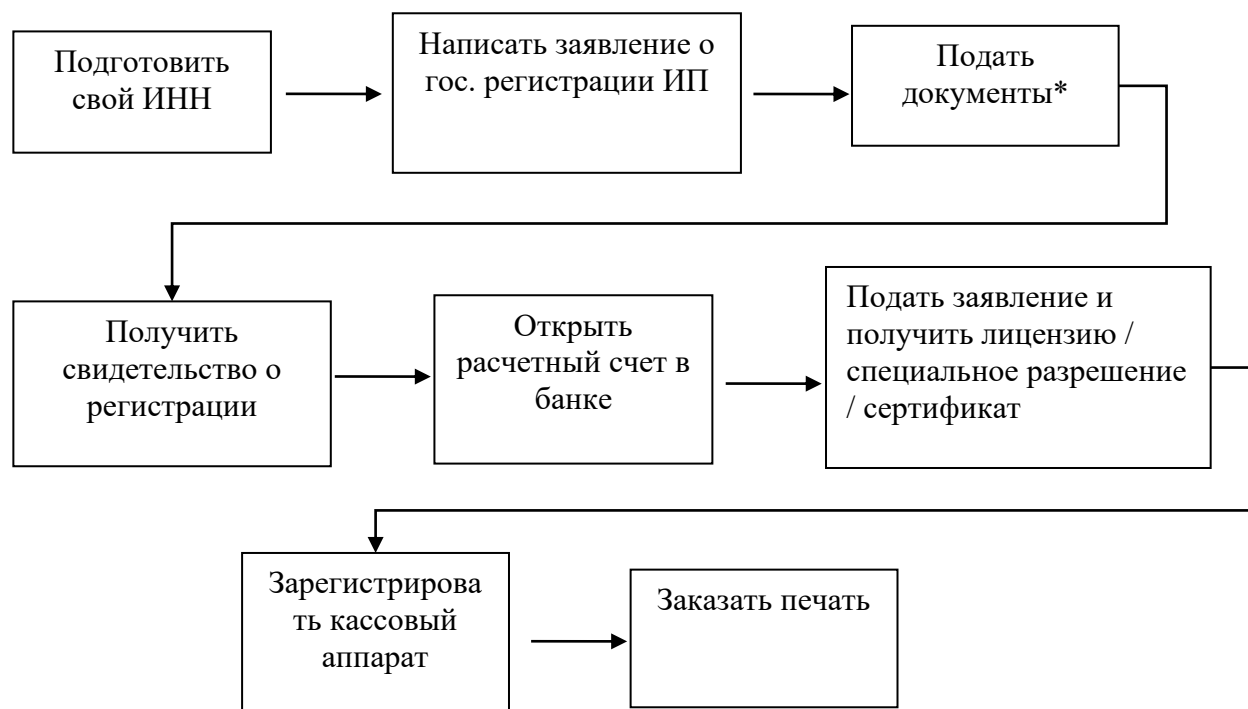 Подготовить
свой ИНН
Написать заявление о
гос. регистрации ИП
Подать
документы*
Получить
свидетельство о
регистрации
Открыть
расчетный счет в
банке
Подать заявление и
получить лицензию /
специальное разрешение
/ сертификат
Зарегистрирова
ть кассовый
аппарат
Заказать печать